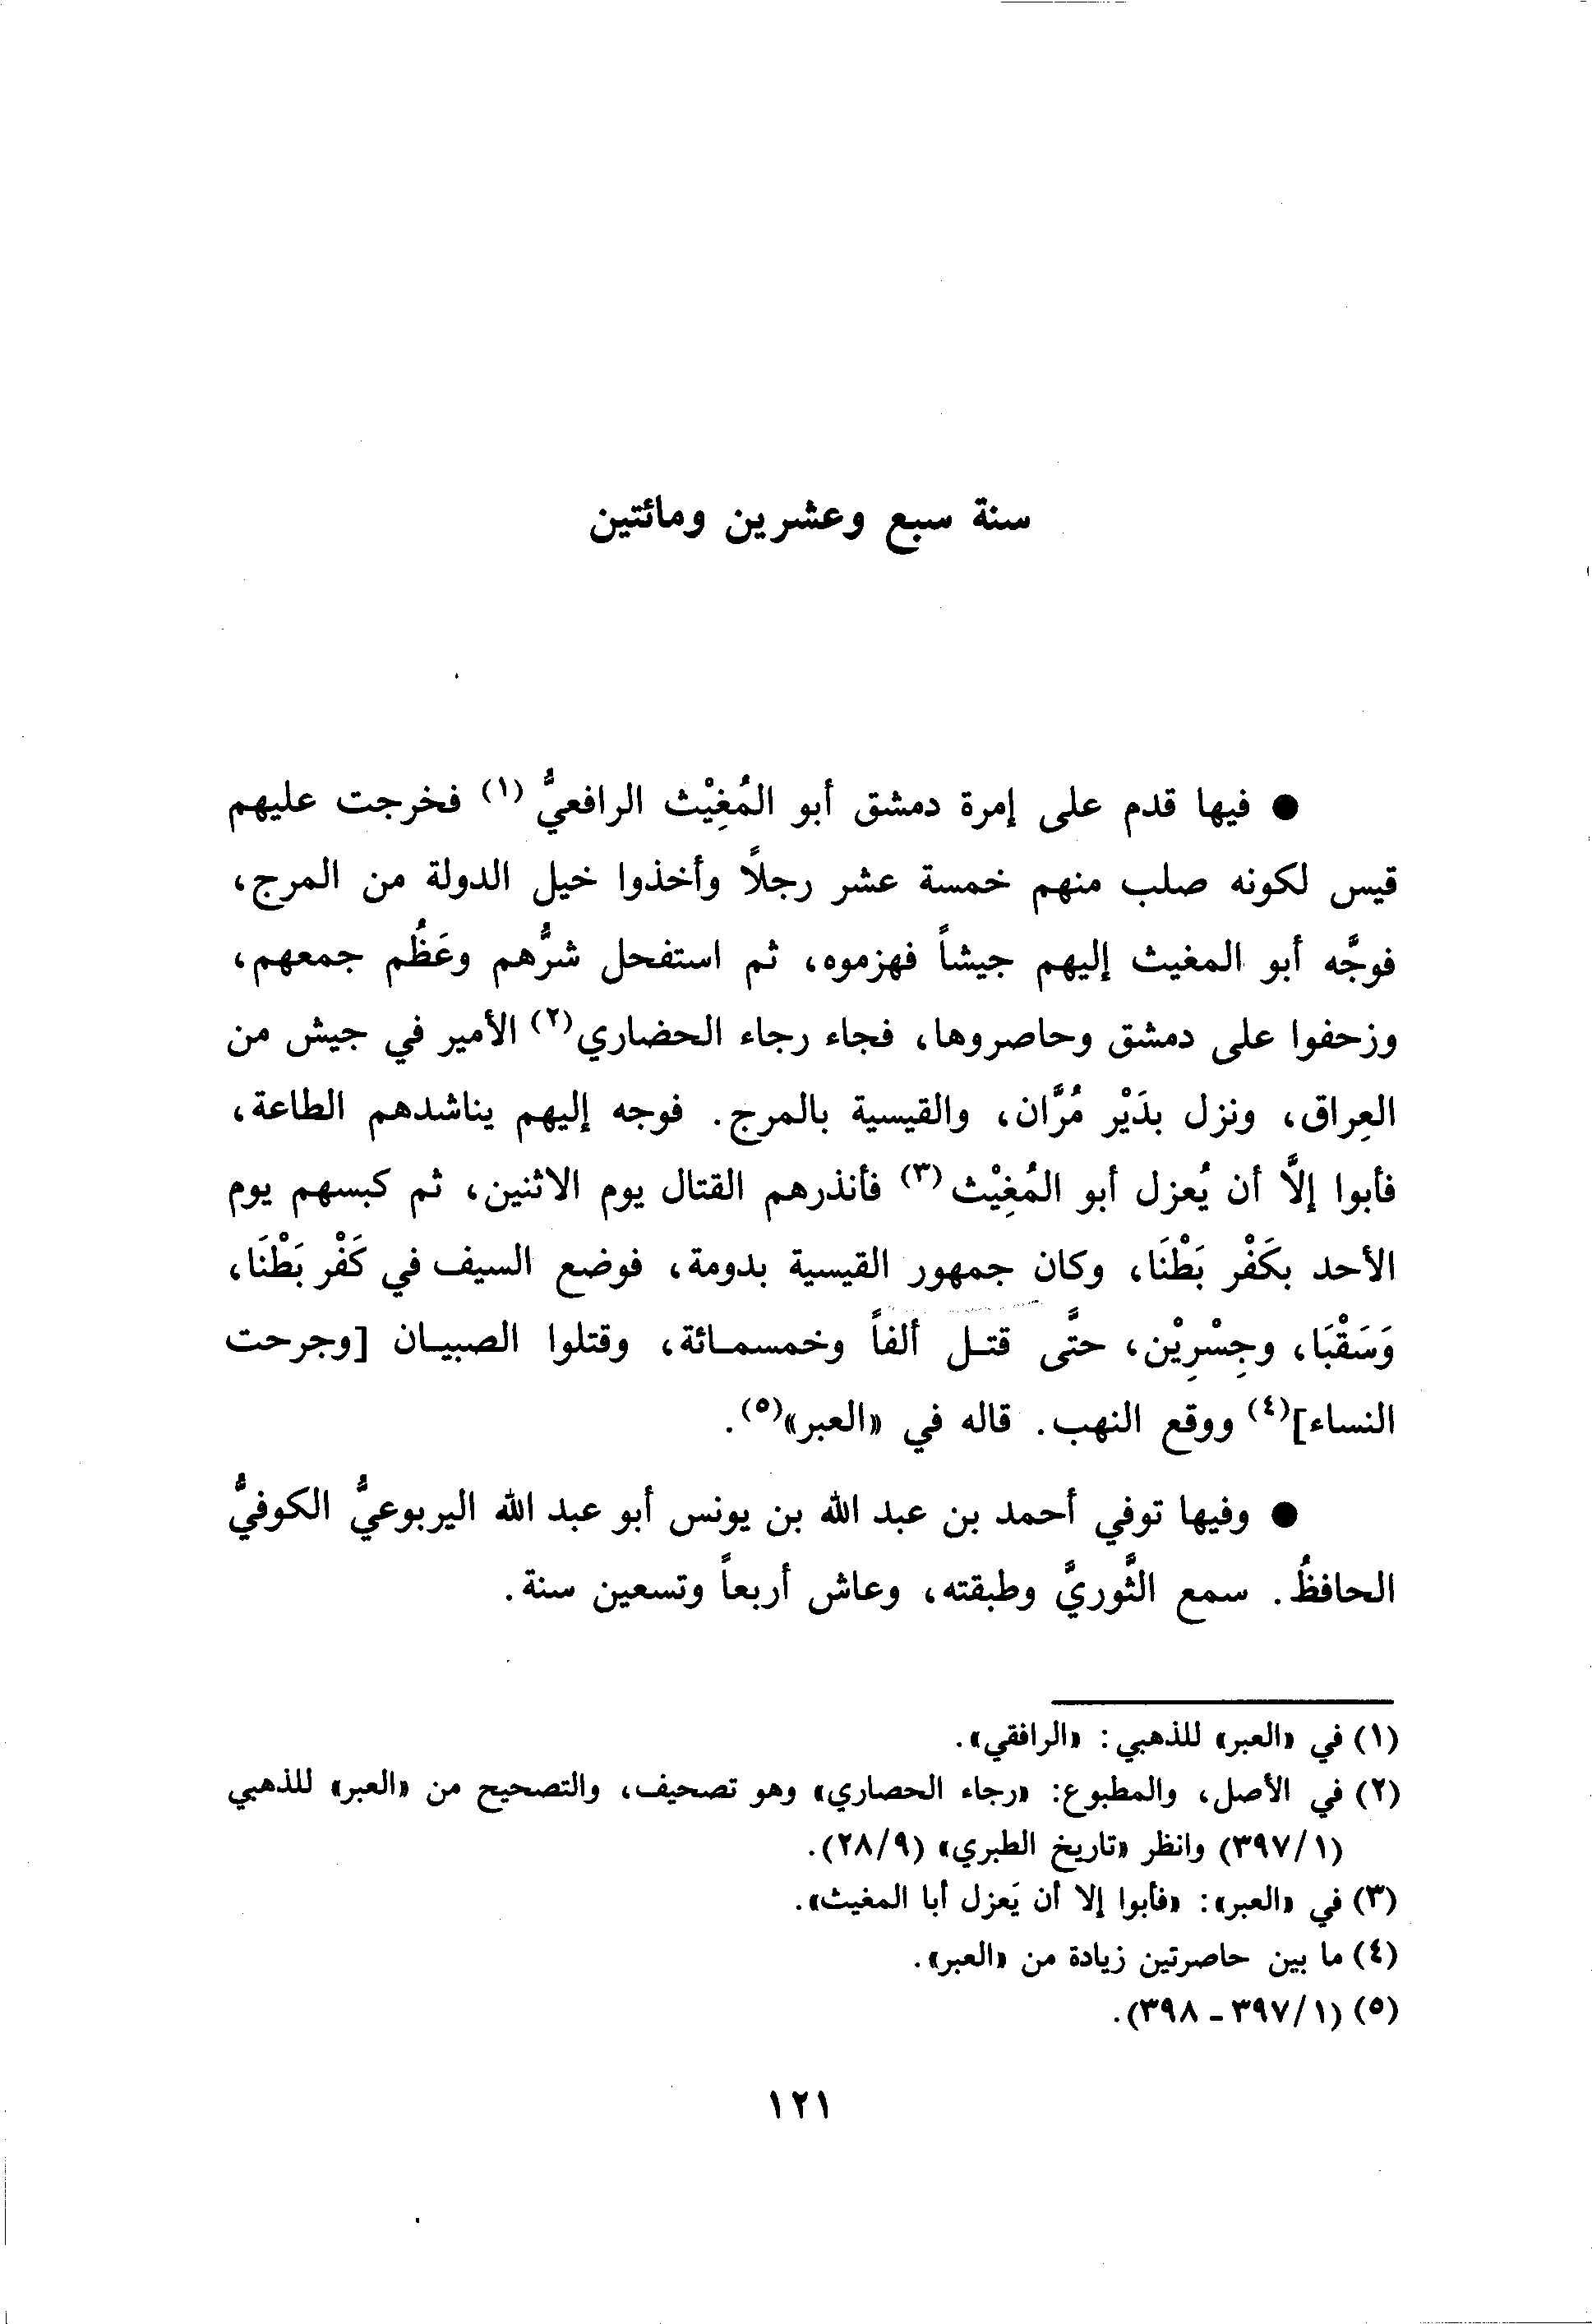 سنة سبع وعشرين ومائتين
● فيها قدم على إمرة دمشق أبو المُغِيْث الرافعيُّ (١) فخرجت عليهم
قيس لكونه صلب منهم خمسة عشر رجلًا وأخذوا خيل الدولة من المرج،
فوجَّه أبو المغيث إليهم جيشاً فهزموه، ثم استفحل شرُّهم وعَظُم جمعهم،
وزحفوا على دمشق وحاصروها، فجاء رجاء الحضاري(٢) الأمير في جيش من
العِراق، ونزل بدَيْر مُرَّان، والقيسية بالمرج. فوجه إليهم يناشدهم الطاعة،
فأبوا إلَّا أن يُعزل أبو المُغِيْث(٣) فأنذرهم القتال يوم الاثنين، ثم كبسهم يوم
الأحد بكَفْر بَطْنَا، وكان جمهور القيسية بدومة، فوضع السيف في كَفْر بَطْنَا،
وَسَقْبَا، وجِسْرِيْن، حتَّى قتل ألفاً وخمسمائة، وقتلوا الصبيان [وجرحت
النساء](٤) ووقع النهب. قاله في «العبر»(٥).
● وفيها توفي أحمد بن عبد الله بن يونس أبو عبد الله اليربوعيُّ الكوفيُّ
الحافظُ. سمع الثَّوريَّ وطبقته، وعاش أربعاً وتسعين سنة.
(١) في «العبر» للذهبي: «الرافقي».
(٢) في الأصل، والمطبوع: «رجاء الحصاري» وهو تصحيف، والتصحيح من «العبر» للذهبي
(٣٩٧/١) وانظر «تاريخ الطبري» (٢٨/٩).
(٣) في «العبر»: «فأبوا إلا أن يَعزل أبا المغيث».
(٤) ما بين حاصرتين زيادة من «العبر».
(٥) (٣٩٧/١ - ٣٩٨).
١٢١